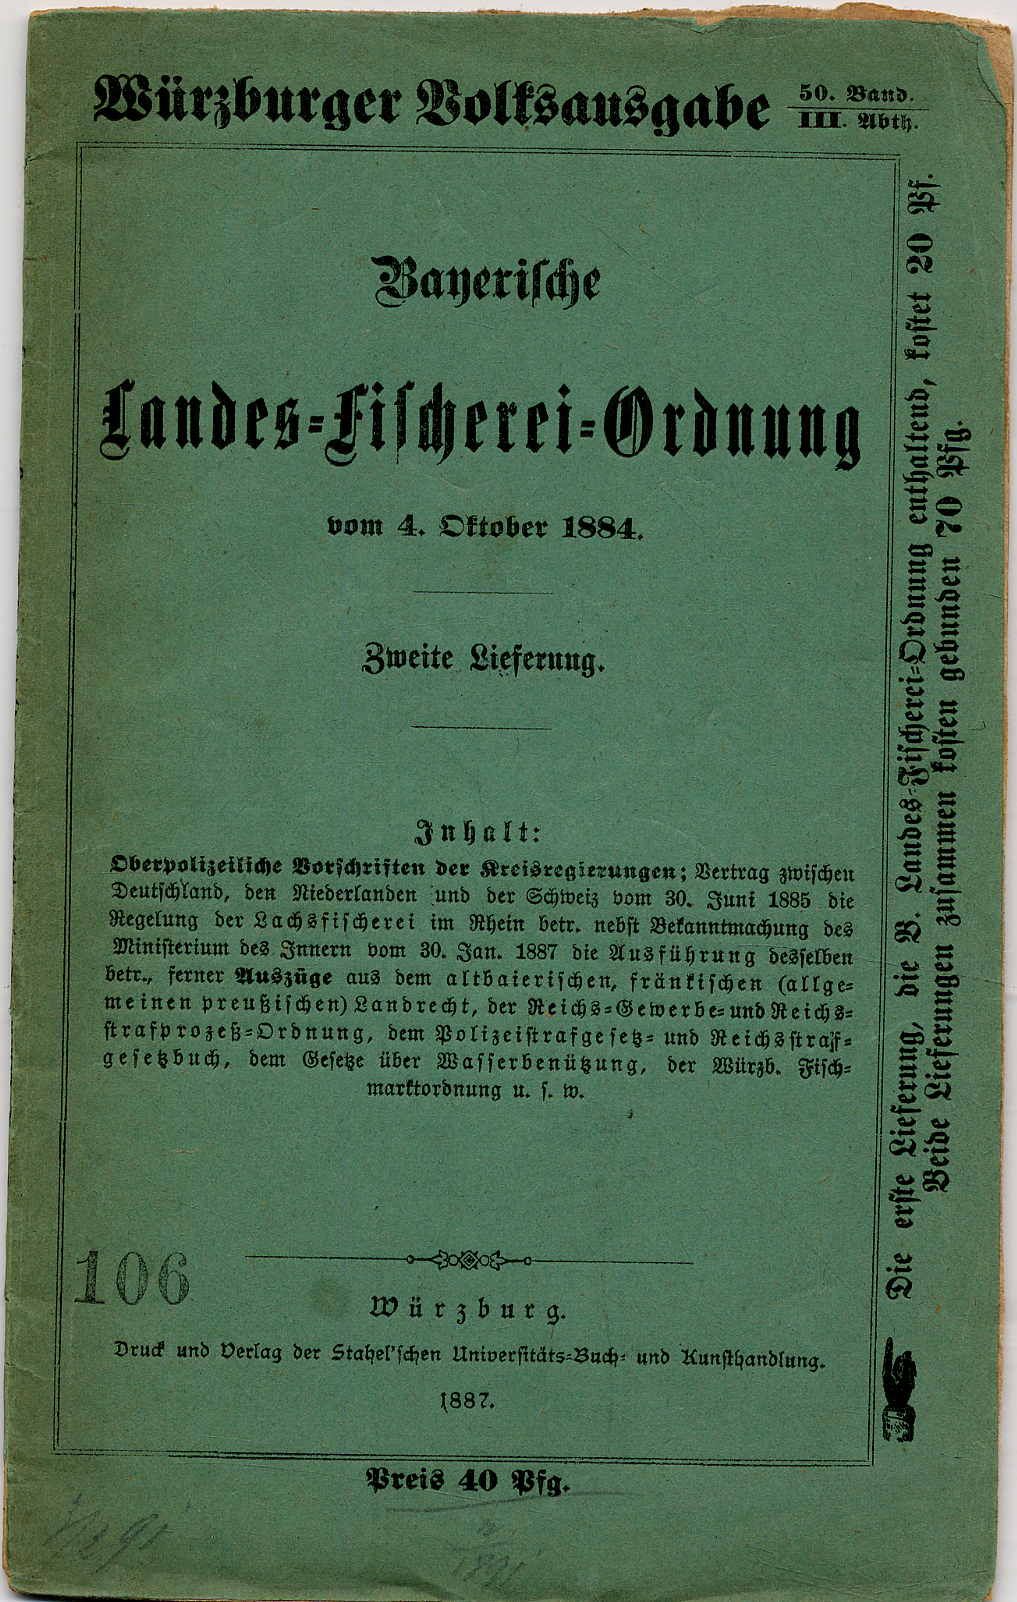 Würzburger Volksausgabe
50. Band.
III. Abth.
Bayerische
Landes=Fischerei=Ordnung
vom 4. Oktober 1884.
Zweite Lieferung.
Inhalt:
Oberpolizeiliche Vorschriften der Kreisregierungen; Vertrag zwischen
Deutschland, den Niederlanden und der Schweiz vom 30. Juni 1885 die
Regelung der Lachsfischerei im Rhein betr. nebst Bekanntmachung des
Ministerium des Innern vom 30. Jan. 1887 die Ausführung desselben
betr., ferner Auszüge aus dem altbaierischen, fränkischen (allge=
meinen preußischen) Landrecht, der Reichs=Gewerbe= und Reichs=
strafprozeß=Ordnung, dem Polizeistrafgesetz= und Reichsstraf=
gesetzbuch, dem Gesetze über Wasserbenützung, der Würzb. Fisch=
marktordnung u. s. w.
106
Würzburg.
Druck und Verlag der Stahel'schen Universitäts=Buch= und Kunsthandlung.
1887.
Preis 40 Pfg.
Die erste Lieferung, die B. Landes=Fischerei=Ordnung enthaltend, kostet 20 Pf.
Beide Lieferungen zusammen kosten gebunden 70 Pfg.